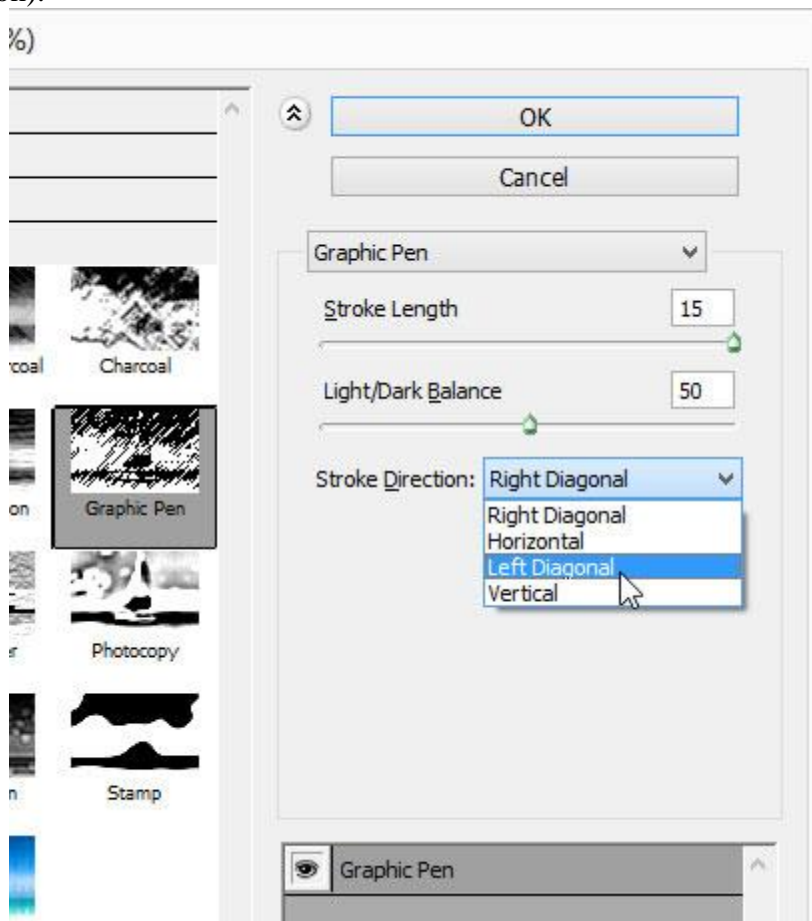 %)
OK
Cancel
Graphic Pen
Stroke Length 15
Light/Dark Balance 50
Stroke Direction: Right Diagonal
Right Diagonal
Horizontal
Left Diagonal
Vertical
Charcoal
Graphic Pen
Photocopy
Stamp
Graphic Pen